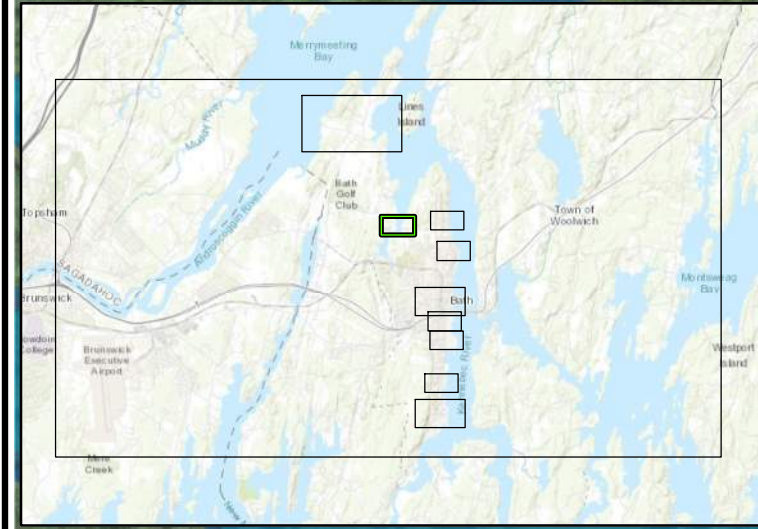 Merrymeeting
Bay
Lines
Island
Muddy River
Bath
Golf
Club
Topsham
Town of
Woolwich
Androscoggin River
SAGADAHOC
Montsweag
Bay
Brunswick
Bath
Bowdoin
College
Brunswick
Executive
Airport
Kennebec River
Westport
Island
Mere
Creek